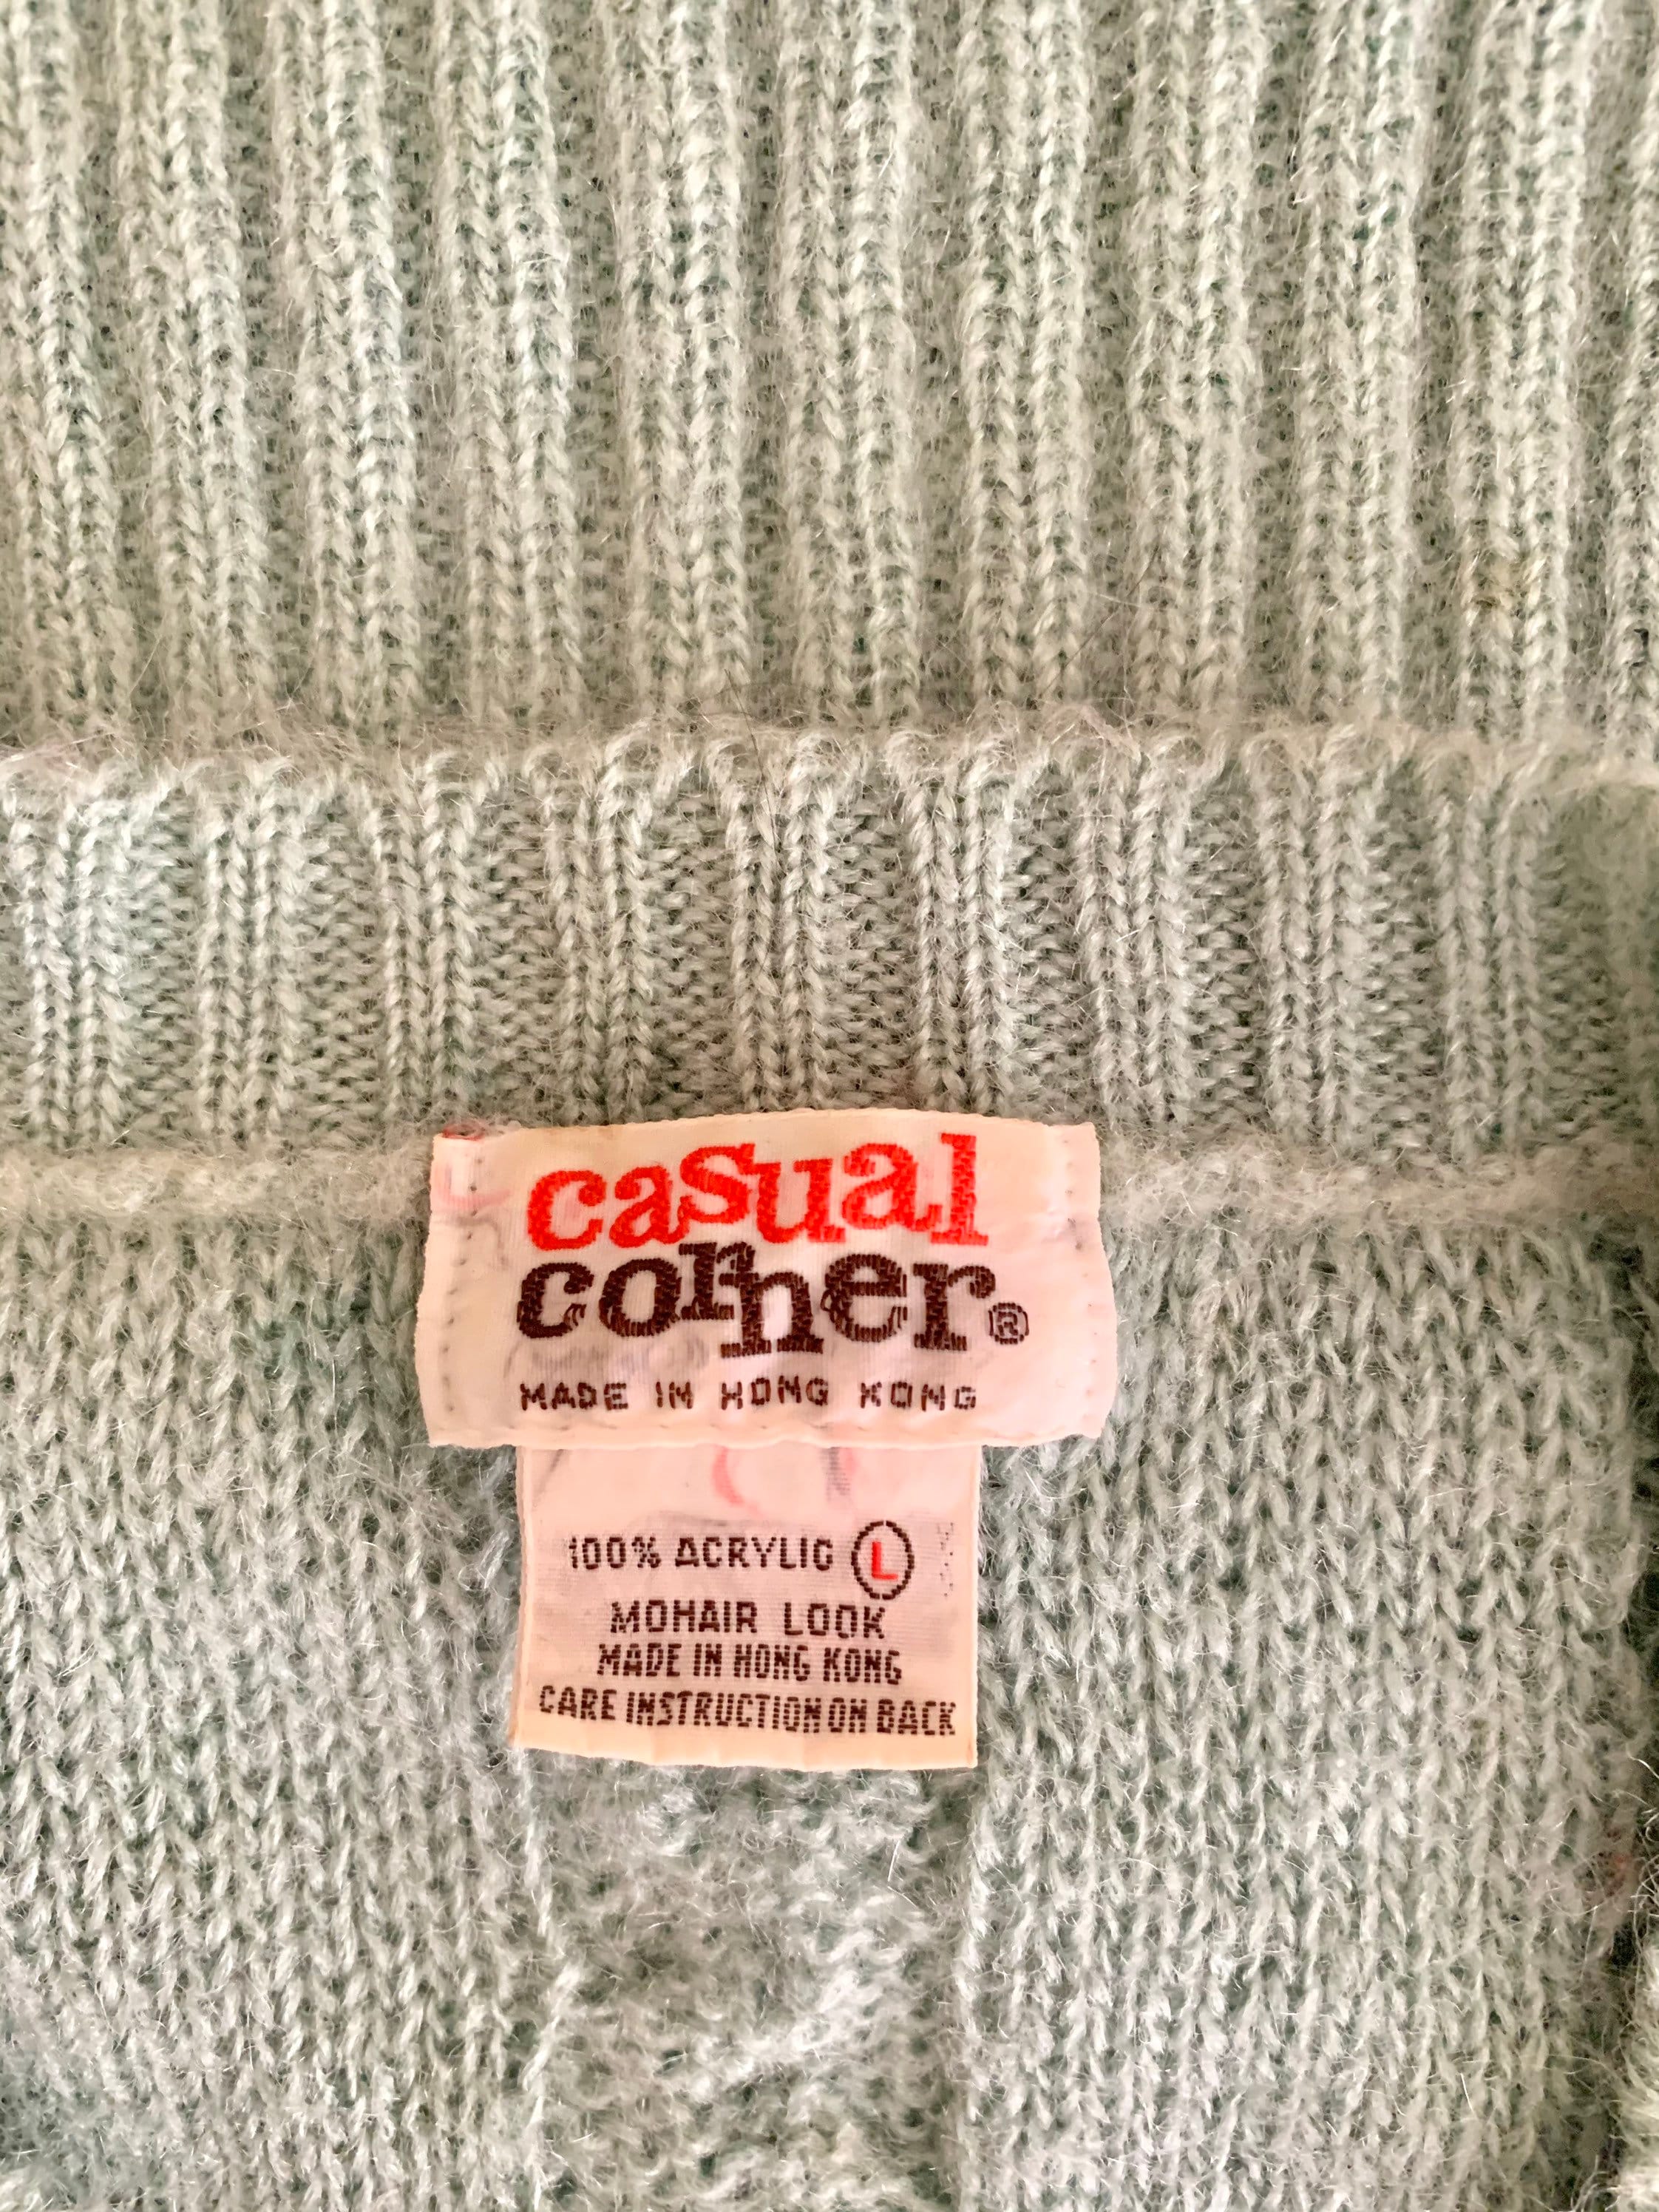 casual
corner®
MADE IN HONG KONG
100% ACRYLIC L
MOHAIR LOOK
MADE IN HONG KONG
CARE INSTRUCTION ON BACK